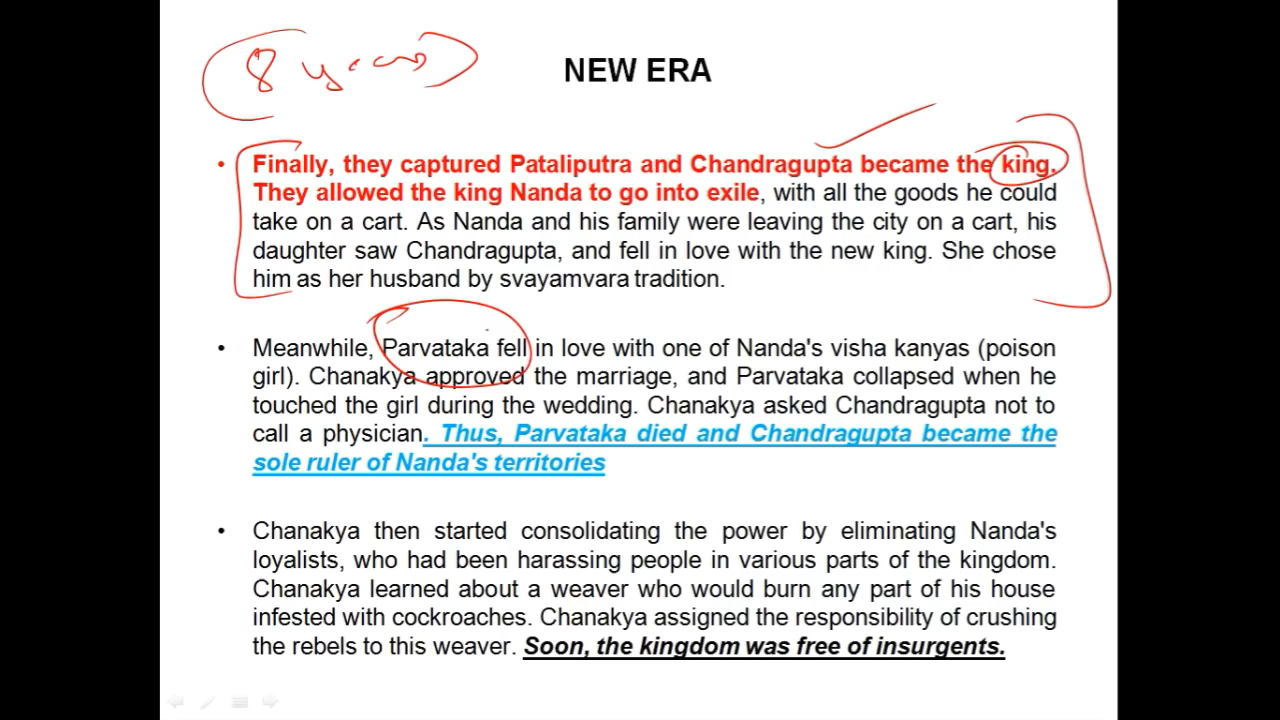 8 years
NEW ERA
• Finally, they captured Pataliputra and Chandragupta became the king.
They allowed the king Nanda to go into exile, with all the goods he could
take on a cart. As Nanda and his family were leaving the city on a cart, his
daughter saw Chandragupta, and fell in love with the new king. She chose
him as her husband by svayamvara tradition.
• Meanwhile, Parvataka fell in love with one of Nanda's visha kanyas (poison
girl). Chanakya approved the marriage, and Parvataka collapsed when he
touched the girl during the wedding. Chanakya asked Chandragupta not to
call a physician. Thus, Parvataka died and Chandragupta became the
sole ruler of Nanda's territories
• Chanakya then started consolidating the power by eliminating Nanda's
loyalists, who had been harassing people in various parts of the kingdom.
Chanakya learned about a weaver who would burn any part of his house
infested with cockroaches. Chanakya assigned the responsibility of crushing
the rebels to this weaver. Soon, the kingdom was free of insurgents.